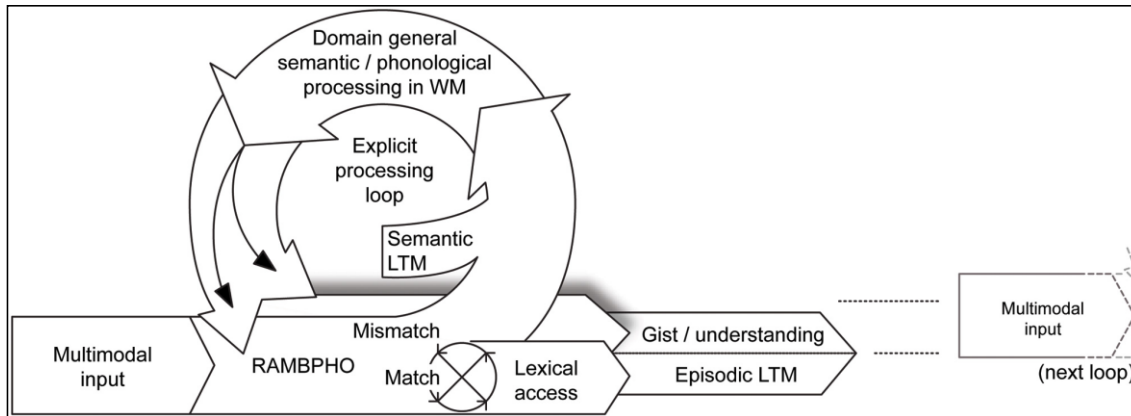 Domain general
semantic / phonological
processing in WM
Explicit
processing
loop
Semantic
LTM
Multimodal
input
RAMBPHO
Mismatch
Match
Lexical
access
Gist / understanding
Episodic LTM
Multimodal
input
(next loop)